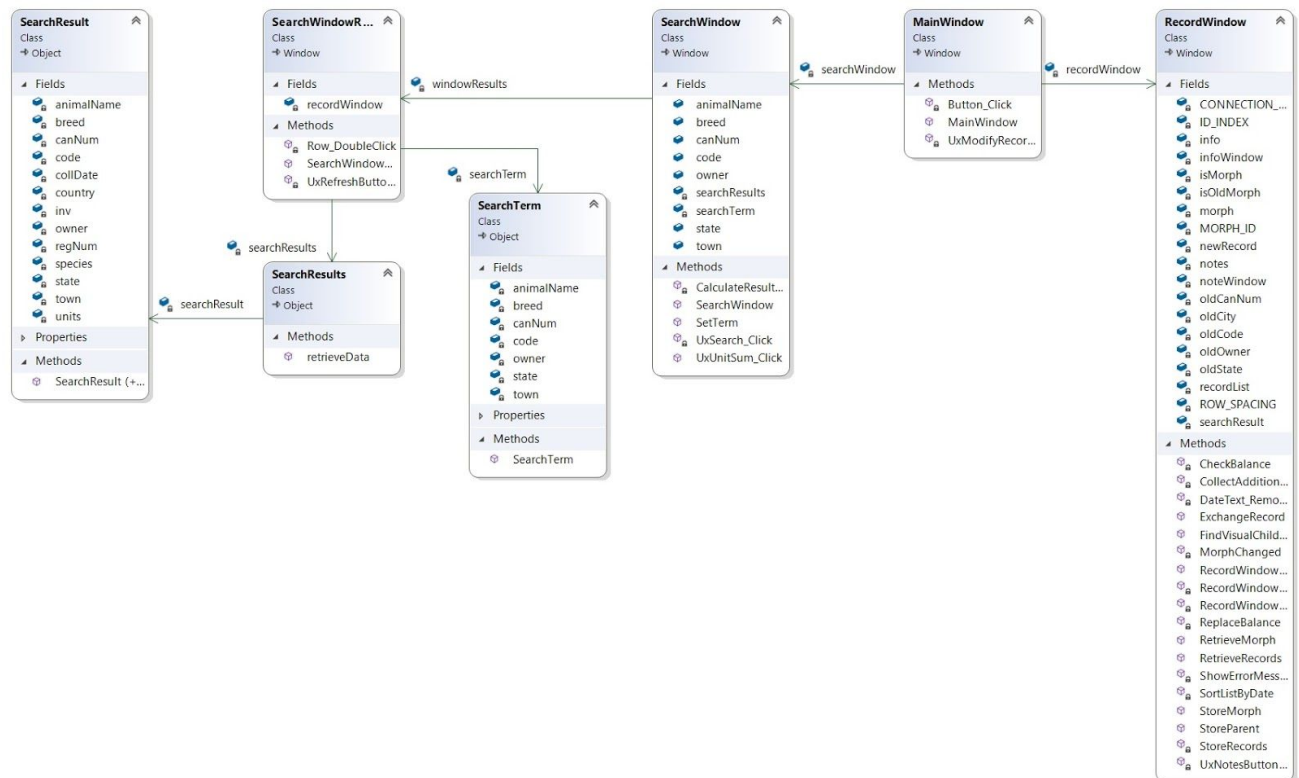 SearchResult
Class
Object
Fields
animalName
breed
canNum
code
collDate
country
inv
owner
regNum
species
state
town
units
Properties
Methods
SearchResult (+...
SearchWindowR...
Class
Window
Fields
recordWindow
Methods
Row_DoubleClick
SearchWindow...
UxRefreshButto...
windowResults
searchTerm
searchResults
searchResult
SearchResults
Class
Object
Methods
retrieveData
SearchTerm
Class
Object
Fields
animalName
breed
canNum
code
owner
state
town
Properties
Methods
SearchTerm
SearchWindow
Class
Window
Fields
animalName
breed
canNum
code
owner
searchResults
searchTerm
state
town
Methods
CalculateResult...
SearchWindow
SetTerm
UxSearch_Click
UxUnitSum_Click
searchWindow
MainWindow
Class
Window
Methods
Button_Click
MainWindow
UxModifyRecor...
recordWindow
RecordWindow
Class
Window
Fields
CONNECTION_...
ID_INDEX
info
infoWindow
isMorph
isOldMorph
morph
MORPH_ID
newRecord
notes
noteWindow
oldCanNum
oldCity
oldCode
oldOwner
oldState
recordList
ROW_SPACING
searchResult
Methods
CheckBalance
CollectAddition...
DateText_Remo...
ExchangeRecord
FindVisualChild...
MorphChanged
RecordWindow...
RecordWindow...
RecordWindow...
ReplaceBalance
RetrieveMorph
RetrieveRecords
ShowErrorMess...
SortListByDate
StoreMorph
StoreParent
StoreRecords
UxNotesButton...